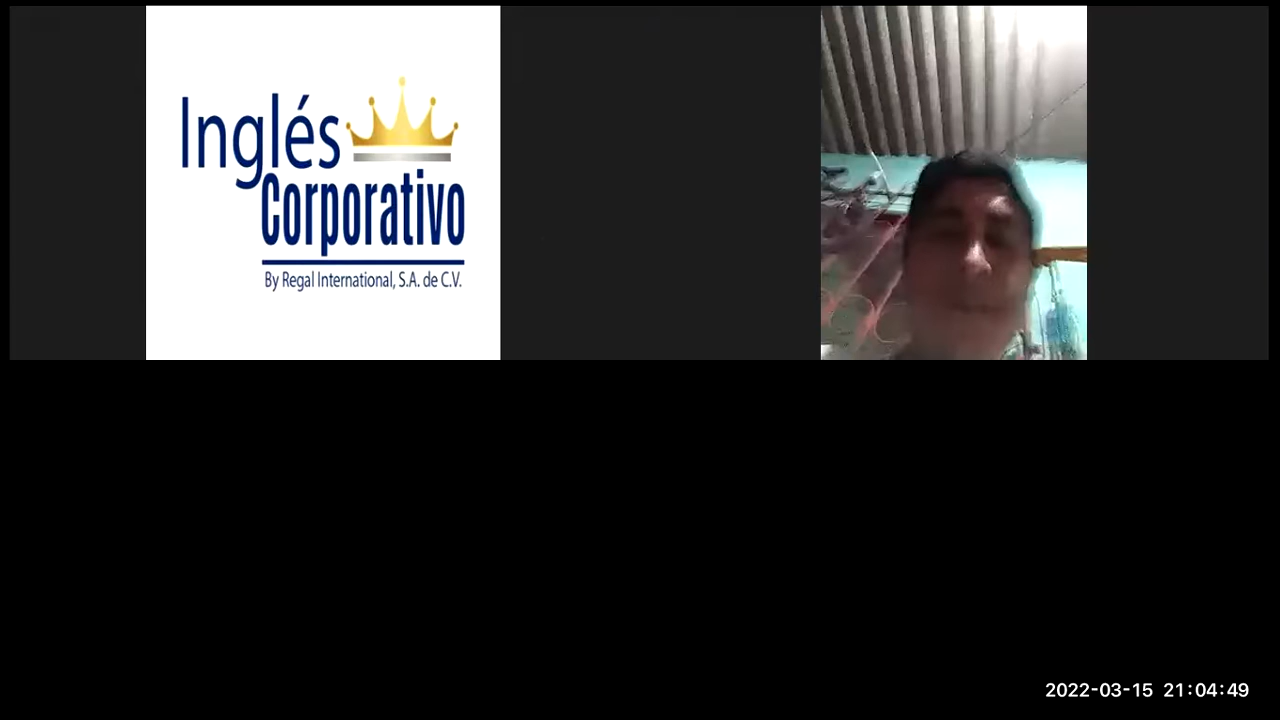 Inglés
Corporativo
By Regal International, S.A. de C.V.
2022-03-15 21:04:49